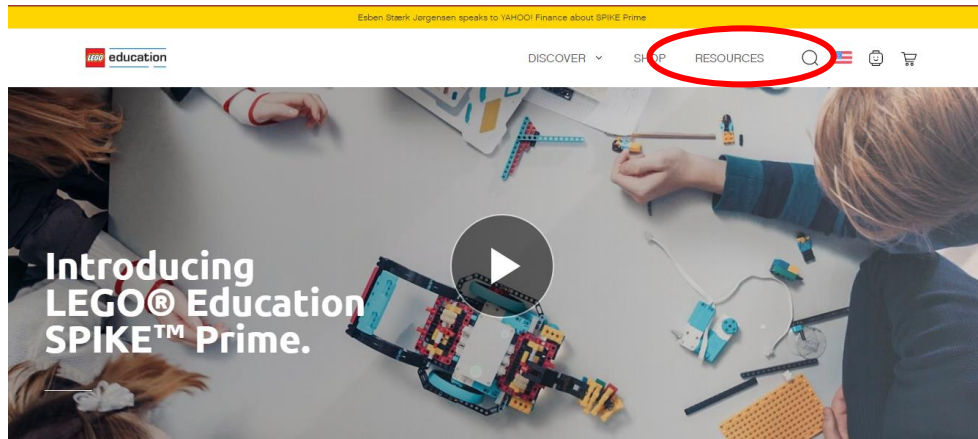 Esben Stærk Jørgensen speaks to YAHOO! Finance about SPIKE Prime
LEGO education
DISCOVER SHOP RESOURCES
Introducing
LEGO® Education
SPIKE™ Prime.